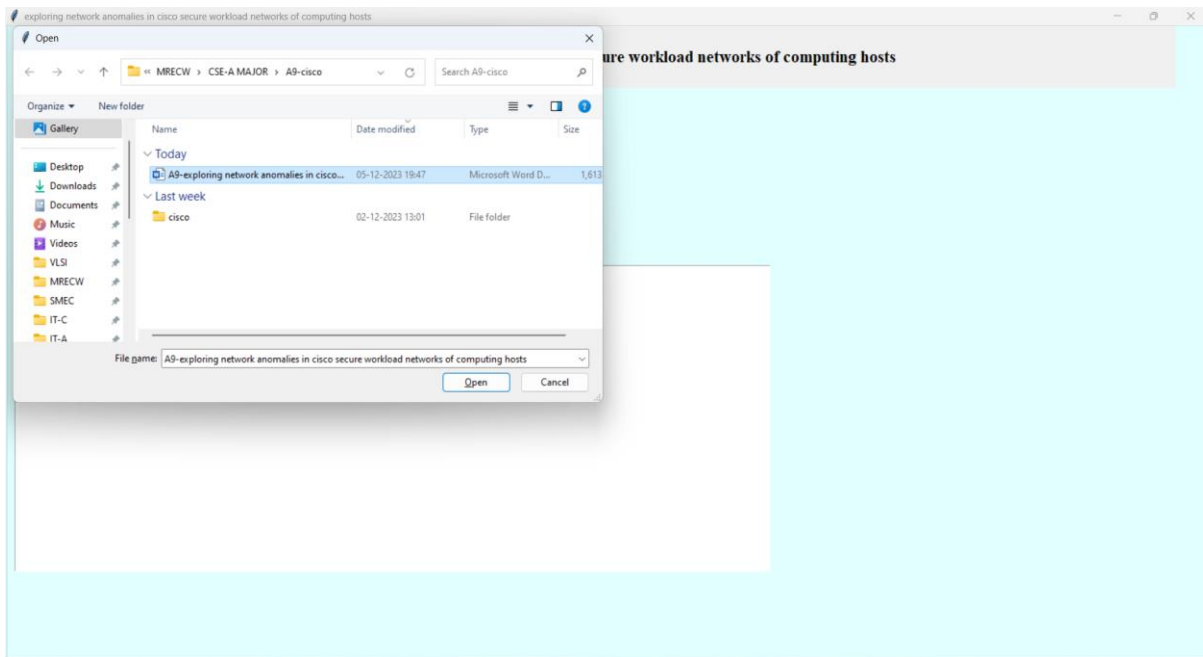 exploring network anomalies in cisco secure workload networks of computing hosts
Open
ure workload networks of computing hosts
« MRECW › CSE-A MAJOR › A9-cisco
Search A9-cisco
Organize
New folder
Gallery
Name
Date modified
Type
Size
Today
Desktop
A9-exploring network anomalies in cisco... 05-12-2023 19:47 Microsoft Word D... 1,613
Downloads
Last week
Documents
cisco 02-12-2023 13:01 File folder
Music
Videos
VLSI
MRECW
SMEC
IT-C
IT-A
File name: A9-exploring network anomalies in cisco secure workload networks of computing hosts
Open
Cancel